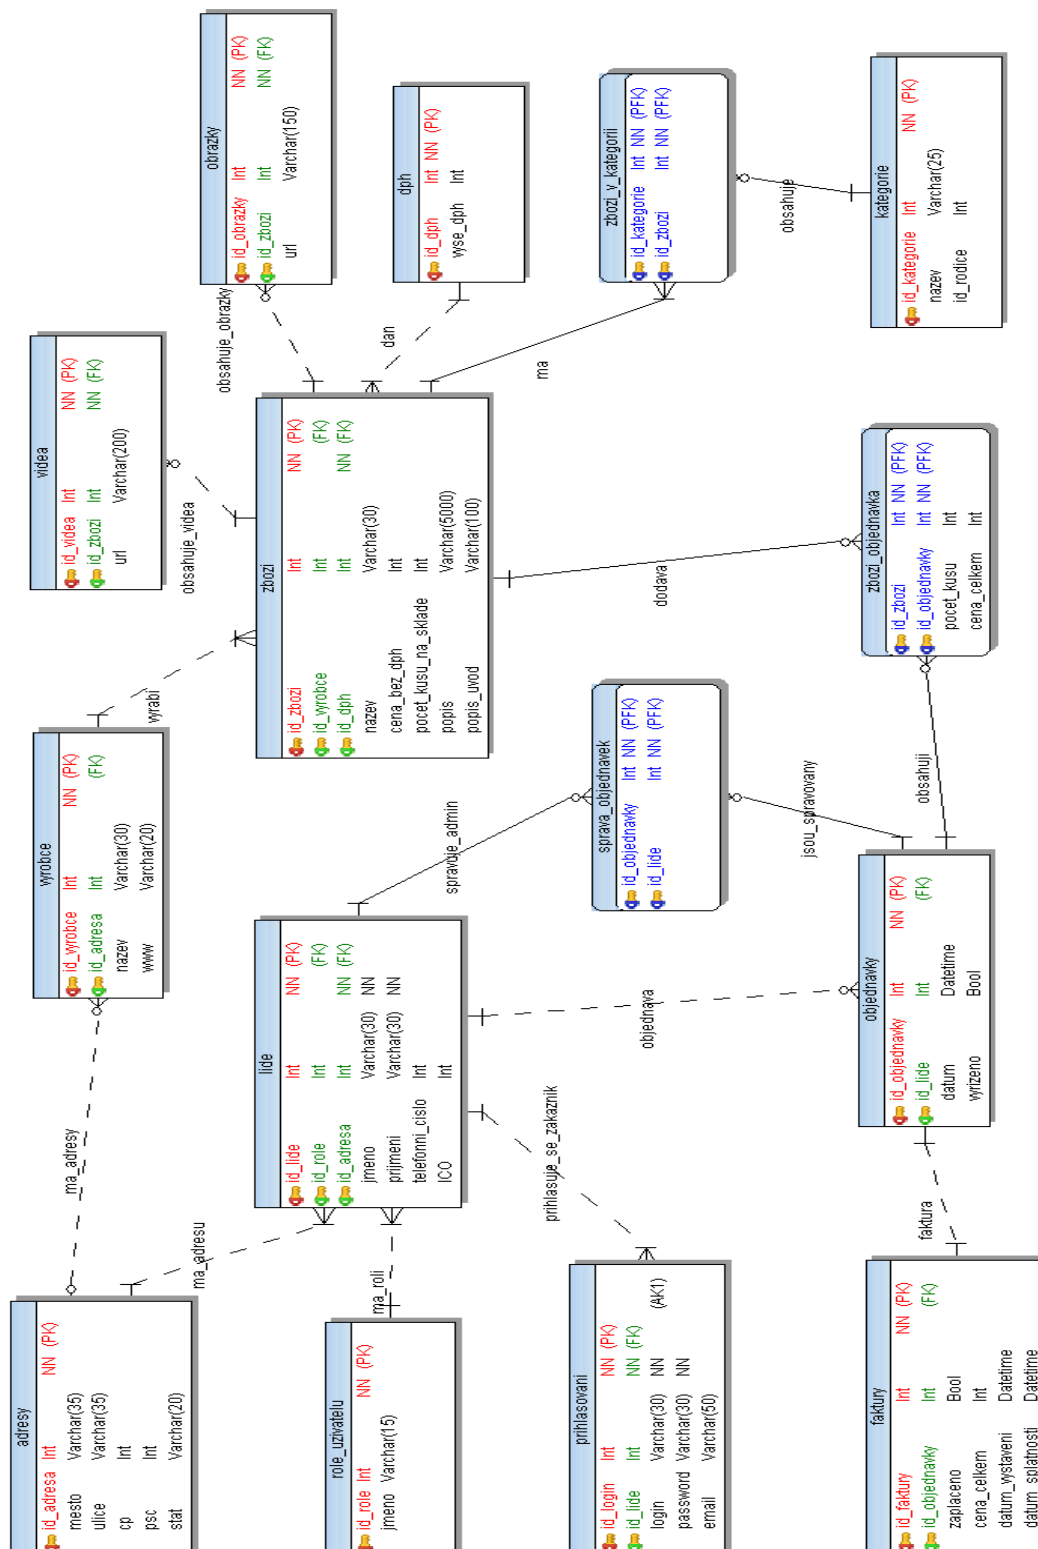 adresy
id_adresa Int NN (PK)
mesto Varchar(35)
ulice Varchar(35)
cp Int
psc Int
stat Varchar(20)
ma_adresy
vyrobce
id_vyrobce Int NN (PK)
id_adresa Int (FK)
nazev Varchar(30)
www Varchar(20)
vyrabi
videa
id_videa Int NN (PK)
id_zbozi Int NN (FK)
url Varchar(200)
obsahuje_videa
obrazky
id_obrazky Int NN (PK)
id_zbozi Int NN (FK)
url Varchar(150)
obsahuje_obrazky
ma_adresu
role_uzivatelu
id_role Int NN (PK)
jmeno Varchar(15)
ma_roli
lide
id_lide Int NN (PK)
id_role Int (FK)
id_adresa Int NN (FK)
jmeno Varchar(30) NN
prijmeni Varchar(30) NN
telefonni_cislo Int
ICO Int
spravuje_admin
zbozi
id_zbozi Int NN (PK)
id_vyrobce Int (FK)
id_dph Int NN (FK)
nazev Varchar(30)
cena_bez_dph Int
pocet_kusu_na_sklade Int
popis Varchar(5000)
popis_uvod Varchar(100)
dan
dph
id_dph Int NN (PK)
vyse_dph Int
ma
prihlasovani
id_login Int NN (PK)
id_lide Int NN (FK)
login Varchar(30) NN (AK1)
password Varchar(30) NN
email Varchar(50)
prihlasuje_se_zakaznik
objednava
sprava_objednavek
id_objednavky Int NN (PFK)
id_lide Int NN (PFK)
jsou_spravovany
dodava
zbozi_v_kategorii
id_kategorie Int NN (PFK)
id_zbozi Int NN (PFK)
obsahuje
faktury
id_faktury Int NN (PK)
id_objednavky Int (FK)
zaplaceno Bool
cena_celkem Int
datum_vystaveni Datetime
datum_splatnosti Datetime
faktura
objednavky
id_objednavky Int NN (PK)
id_lide Int (FK)
datum Datetime
vyrizeno Bool
obsahuji
zbozi_objednavka
id_zbozi Int NN (PFK)
id_objednavky Int NN (PFK)
pocet_kusu Int
cena_celkem Int
kategorie
id_kategorie Int NN (PK)
nazev Varchar(25)
id_rodice Int